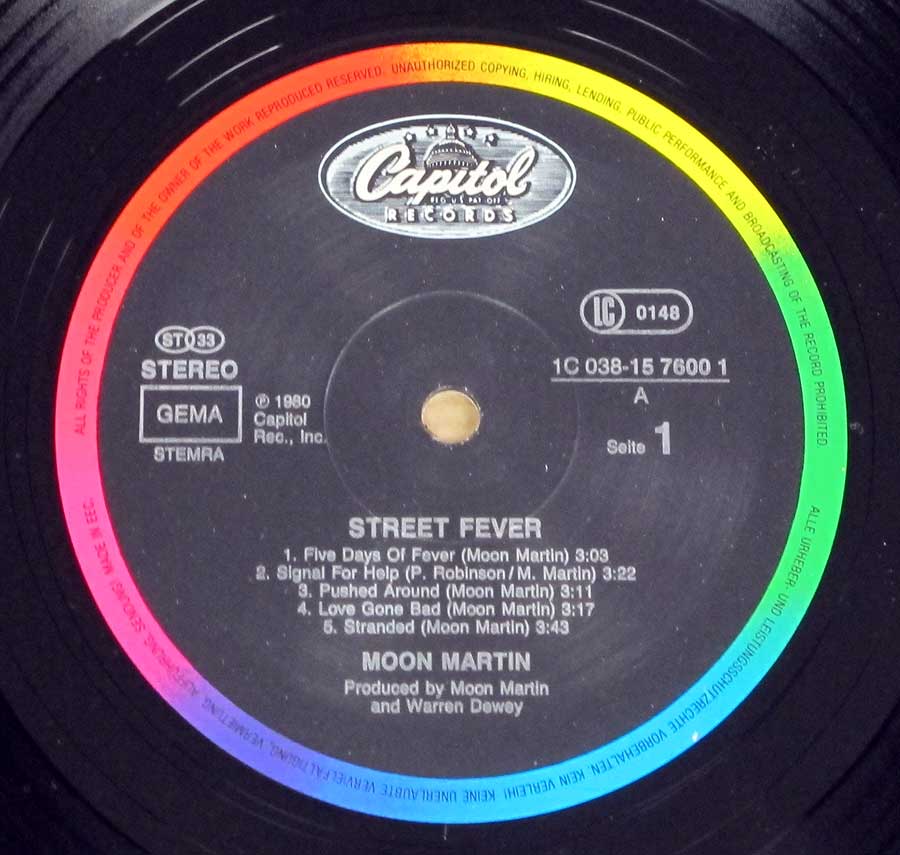 ALL RIGHTS OF THE PRODUCER AND OF THE OWNER OF THE WORK REPRODUCED RESERVED. UNAUTHORIZED COPYING, HIRING, LENDING, PUBLIC PERFORMANCE AND BROADCASTING OF THE RECORD PROHIBITED.
Capitol
REG. U.S. PAT. OFF.
RECORDS
LC 0148
ST 33
STEREO
GEMA
STEMRA
℗ 1980
Capitol
Rec., Inc.
1C 038-15 7600 1
A
Seite 1
STREET FEVER
1. Five Days Of Fever (Moon Martin) 3:03
2. Signal For Help (P. Robinson/M. Martin) 3:22
3. Pushed Around (Moon Martin) 3:11
4. Love Gone Bad (Moon Martin) 3:17
5. Stranded (Moon Martin) 3:43
MOON MARTIN
Produced by Moon Martin
and Warren Dewey
ALLE URHEBER- UND LEISTUNGSSCHUTZRECHTE VORBEHALTEN. KEIN VERLEIH! KEINE UNERLAUBTE VERVIELFÄLTIGUNG, VERMIETUNG, AUFFÜHRUNG, SENDUNG! MADE IN EEC.